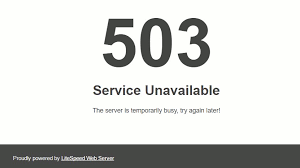 503
Service Unavailable
The server is temporarily busy, try again later!
Proudly powered by LiteSpeed Web Server